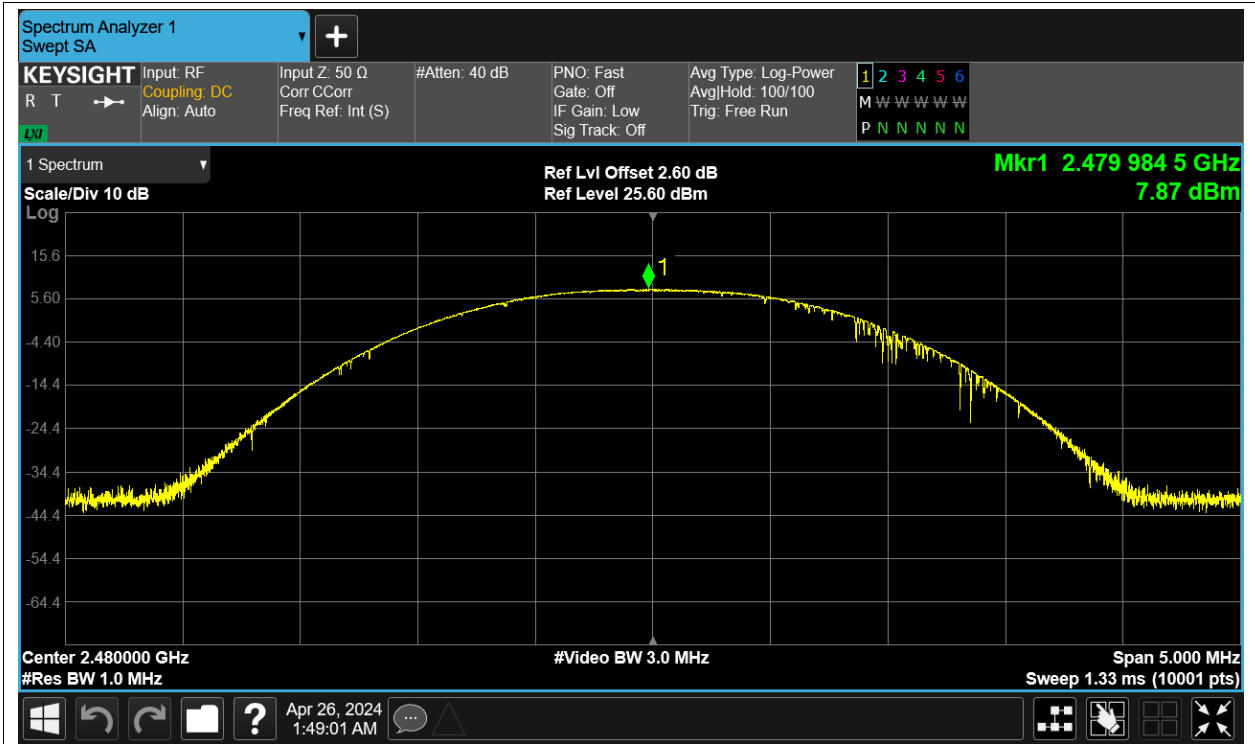 Spectrum Analyzer 1
Swept SA
KEYSIGHT
R T
LXI
Input: RF
Coupling: DC
Align: Auto
Input Z: 50 Ω
Corr CCorr
Freq Ref: Int (S)
#Atten: 40 dB
PNO: Fast
Gate: Off
IF Gain: Low
Sig Track: Off
Avg Type: Log-Power
Avg|Hold: 100/100
Trig: Free Run
1 2 3 4 5 6
M W W W W W
P N N N N N
1 Spectrum
Scale/Div 10 dB
Log
Ref Lvl Offset 2.60 dB
Ref Level 25.60 dBm
Mkr1 2.479 984 5 GHz
7.87 dBm
1
15.6
5.60
-4.40
-14.4
-24.4
-34.4
-44.4
-54.4
-64.4
Center 2.480000 GHz
#Res BW 1.0 MHz
#Video BW 3.0 MHz
Span 5.000 MHz
Sweep 1.33 ms (10001 pts)
?
Apr 26, 2024
1:49:01 AM